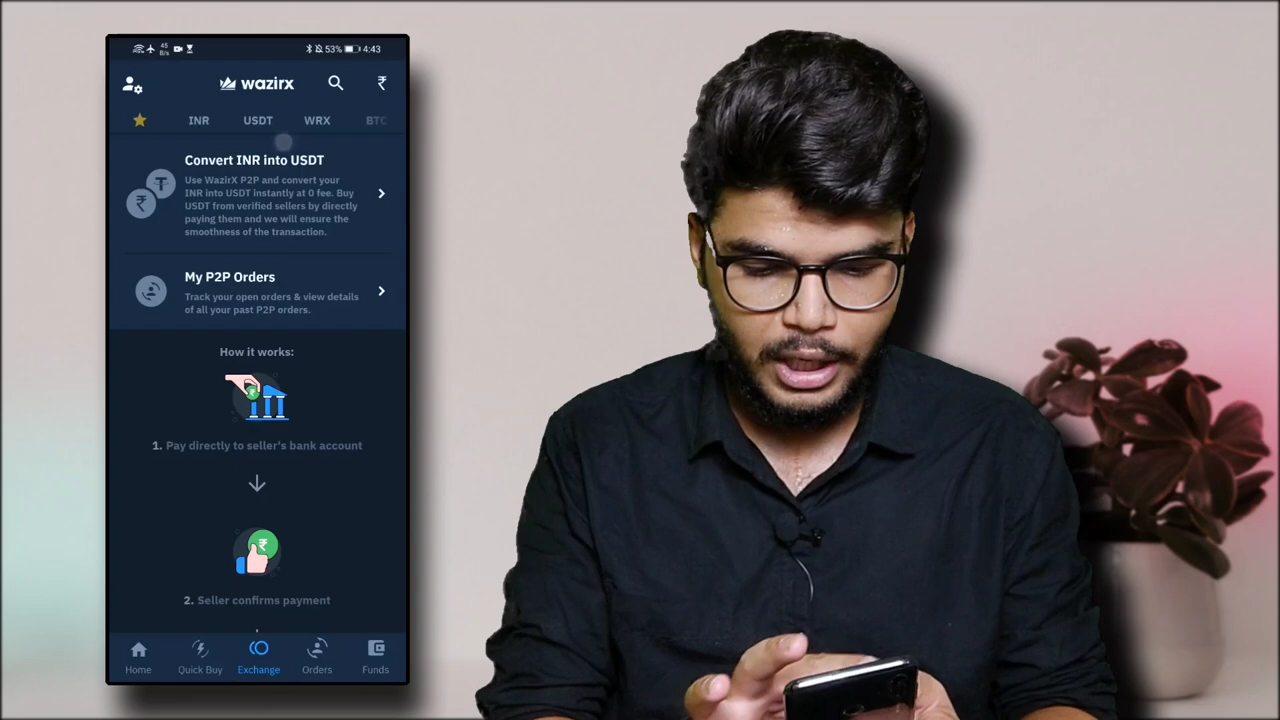 45
B/s
53%
4:43
wazirx
₹
INR
USDT
WRX
BTC
Convert INR into USDT
Use WazirX P2P and convert your
INR into USDT instantly at 0 fee. Buy
USDT from verified sellers by directly
paying them and we will ensure the
smoothness of the transaction.
My P2P Orders
Track your open orders & view details
of all your past P2P orders.
How it works:
1. Pay directly to seller's bank account
2. Seller confirms payment
Home
Quick Buy
Exchange
Orders
Funds